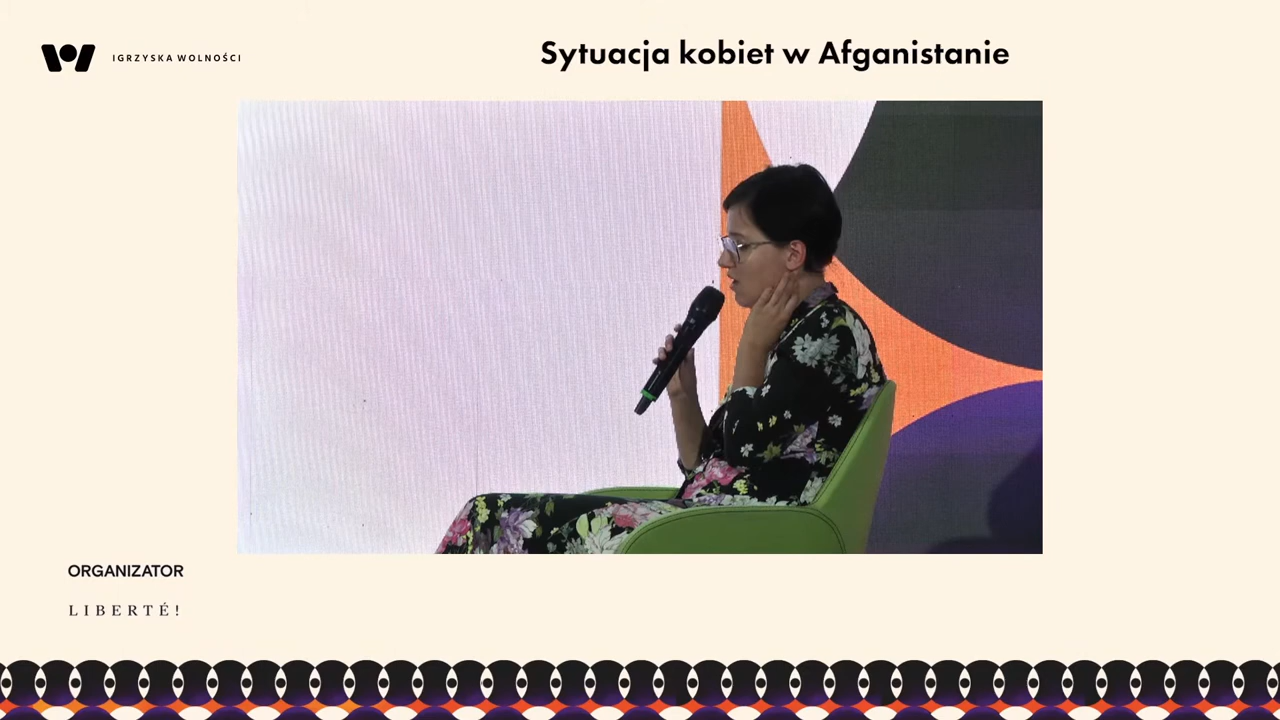 IGRZYSKA WOLNOŚCI
Sytuacja kobiet w Afganistanie
ORGANIZATOR
LIBERTÉ!